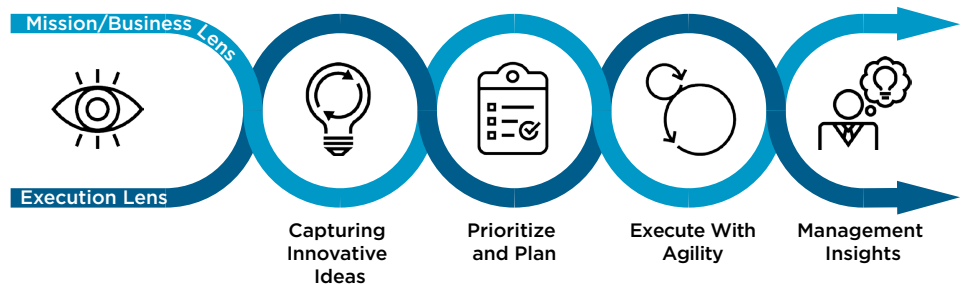 Mission/Business Lens
Execution Lens
Capturing
Innovative
Ideas
Prioritize
and Plan
Execute With
Agility
Management
Insights